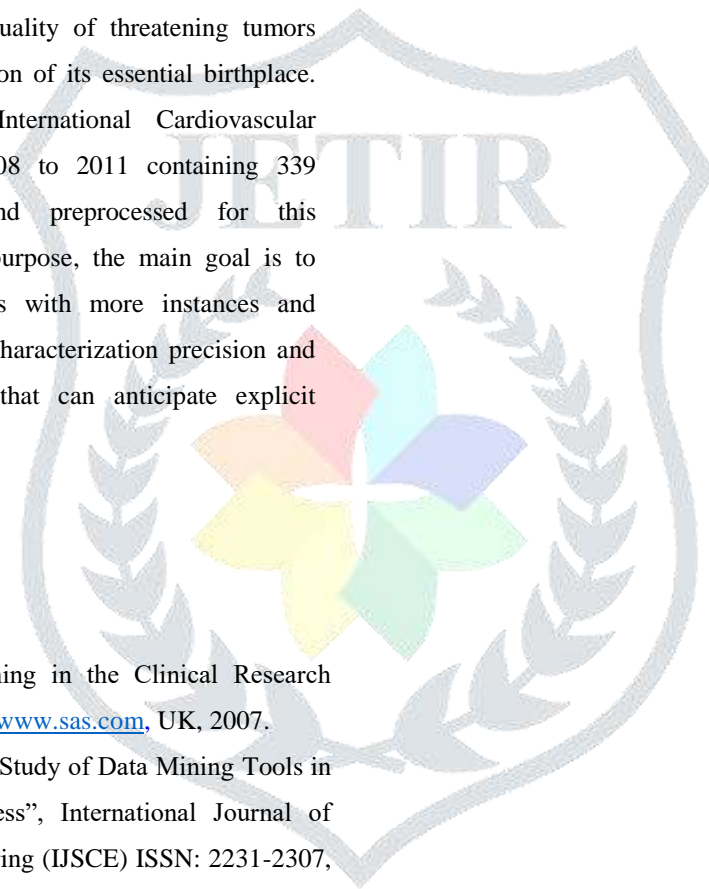 uality of threatening tumors
on of its essential birthplace.
International Cardiovascular
08 to 2011 containing 339
nd preprocessed for this
purpose, the main goal is to
s with more instances and
haracterization precision and
that can anticipate explicit
JETIR
ning in the Clinical Research
www.sas.com, UK, 2007.
Study of Data Mining Tools in
ess”, International Journal of
ring (IJSCE) ISSN: 2231-2307,